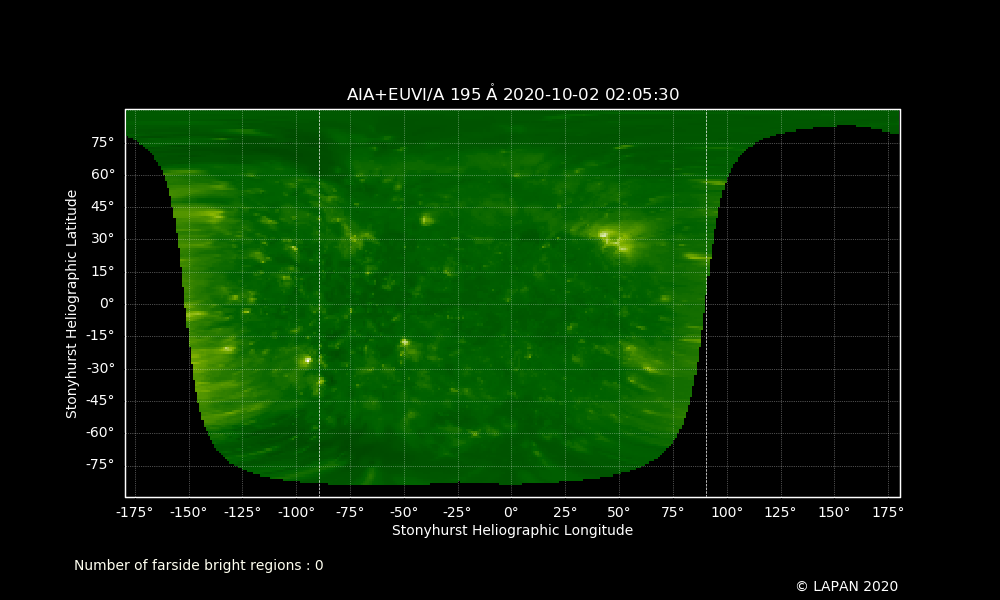 AIA+EUVI/A 195 Å 2020-10-02 02:05:30
75°
60°
45°
30°
15°
0°
-15°
-30°
-45°
-60°
-75°
Stonyhurst Heliographic Latitude
-175° -150° -125° -100° -75° -50° -25° 0° 25° 50° 75° 100° 125° 150° 175°
Stonyhurst Heliographic Longitude
Number of farside bright regions : 0
© LAPAN 2020